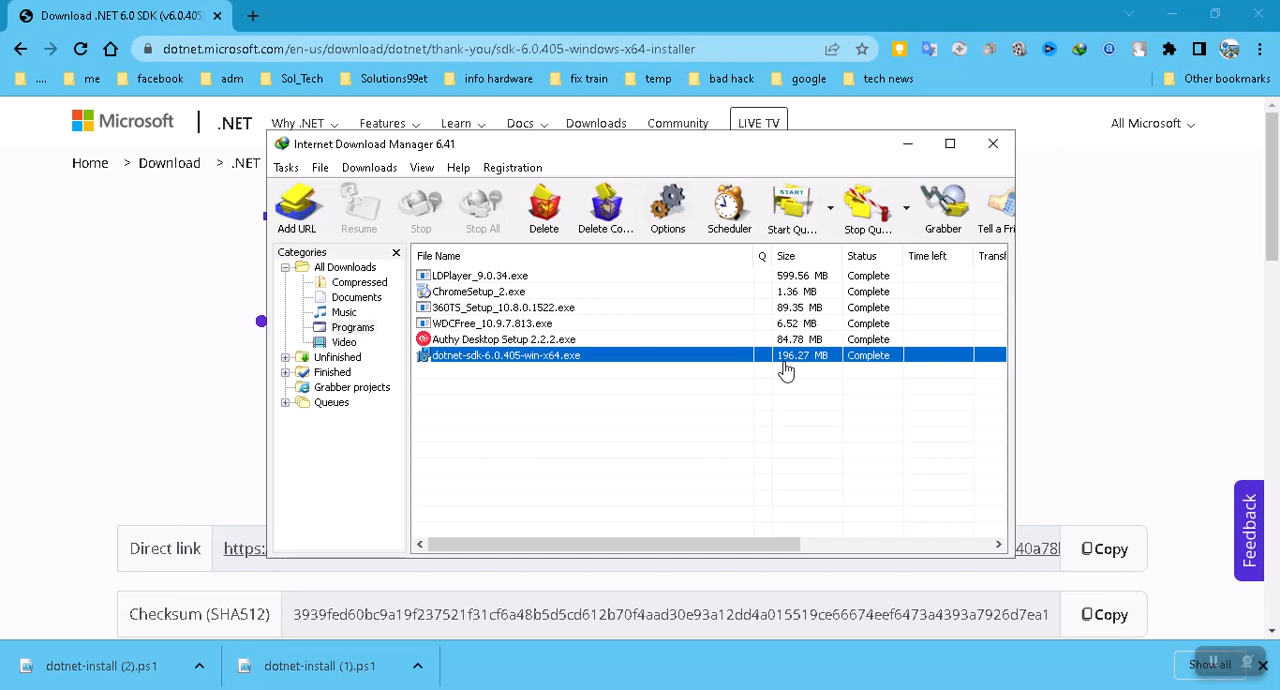 Download .NET 6.0 SDK (v6.0.405)
dotnet.microsoft.com/en-us/download/dotnet/thank-you/sdk-6.0.405-windows-x64-installer
.... me facebook adm Sol_Tech Solutions99et info hardware fix train temp bad hack google tech news Other bookmarks
Microsoft .NET Why .NET Features Learn Docs Downloads Community LIVE TV All Microsoft
Home > Download > .NET
Internet Download Manager 6.41
Tasks File Downloads View Help Registration
START
Add URL Resume Stop Stop All Delete Delete Co... Options Scheduler Start Qu... Stop Qu... Grabber Tell a Fri
Categories
All Downloads
Compressed
Documents
Music
Programs
Video
Unfinished
Finished
Grabber projects
Queues
File Name Q Size Status Time left Transf
LDPlayer_9.0.34.exe 599.56 MB Complete
ChromeSetup_2.exe 1.36 MB Complete
360TS_Setup_10.8.0.1522.exe 89.35 MB Complete
WDCFree_10.9.7.813.exe 6.52 MB Complete
Authy Desktop Setup 2.2.2.exe 84.78 MB Complete
dotnet-sdk-6.0.405-win-x64.exe 196.27 MB Complete
Feedback
Direct link https: 40a78 Copy
Checksum (SHA512) 3939fed60bc9a19f237521f31cf6a48b5d5cd612b70f4aad30e93a12dd4a015519ce66674eef6473a4393a7926d7ea1 Copy
dotnet-install (2).ps1 dotnet-install (1).ps1 Show all